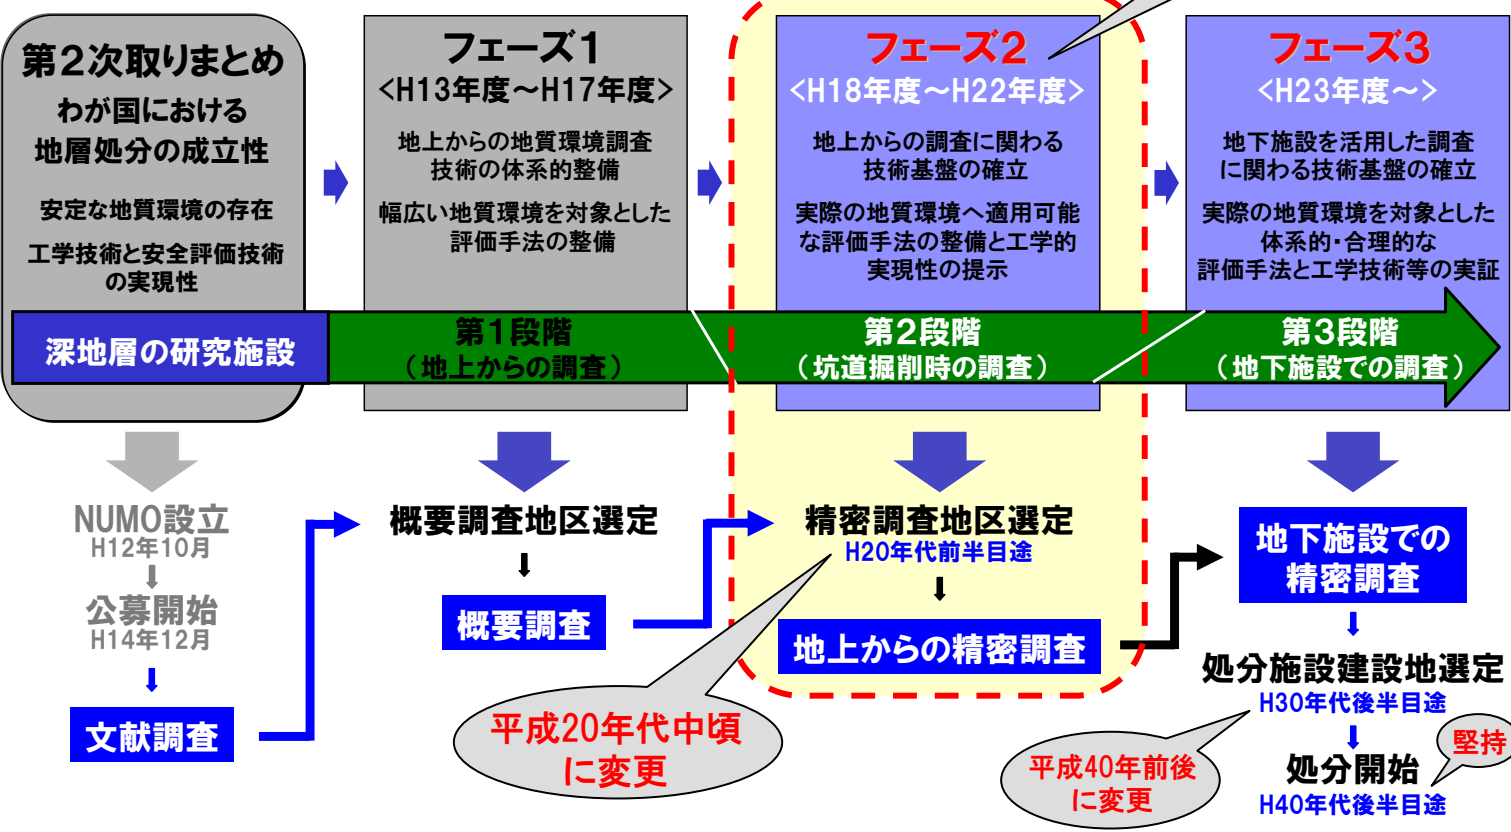 第2次取りまとめ
わが国における
地層処分の成立性
安定な地質環境の存在
工学技術と安全評価技術
の実現性
フェーズ1
<H13年度～H17年度>
地上からの地質環境調査
技術の体系的整備
幅広い地質環境を対象とした
評価手法の整備
フェーズ2
<H18年度～H22年度>
地上からの調査に関わる
技術基盤の確立
実際の地質環境へ適用可能
な評価手法の整備と工学的
実現性の提示
フェーズ3
<H23年度～>
地下施設を活用した調査
に関わる技術基盤の確立
実際の地質環境を対象とした
体系的・合理的な
評価手法と工学技術等の実証
深地層の研究施設
第1段階
（地上からの調査）
第2段階
（坑道掘削時の調査）
第3段階
（地下施設での調査）
NUMO設立
H12年10月
公募開始
H14年12月
文献調査
概要調査地区選定
概要調査
精密調査地区選定
H20年代前半目途
地上からの精密調査
平成20年代中頃
に変更
地下施設での
精密調査
処分施設建設地選定
H30年代後半目途
平成40年前後
に変更
処分開始
H40年代後半目途
堅持